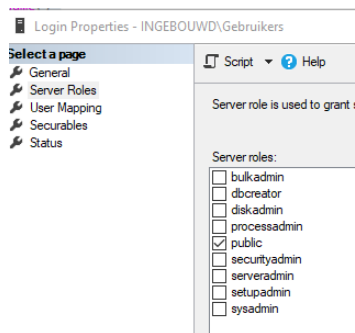 Login Properties - INGEBOUWD\Gebruikers
Select a page
General
Server Roles
User Mapping
Securables
Status
Script Help
Server role is used to grant
Server roles:
bulkadmin
dbcreator
diskadmin
processadmin
public
securityadmin
serveradmin
setupadmin
sysadmin